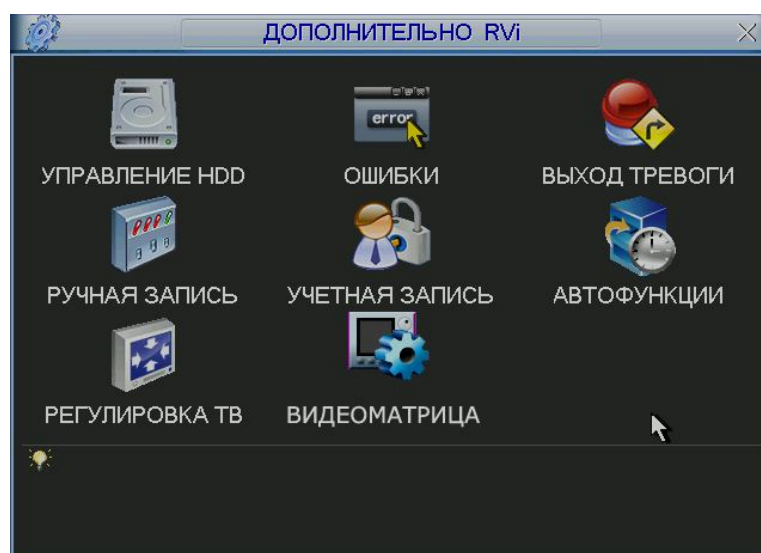 ДОПОЛНИТЕЛЬНО RVi
УПРАВЛЕНИЕ HDD
error
ОШИБКИ
ВЫХОД ТРЕВОГИ
РУЧНАЯ ЗАПИСЬ
УЧЕТНАЯ ЗАПИСЬ
АВТОФУНКЦИИ
РЕГУЛИРОВКА ТВ
ВИДЕОМАТРИЦА